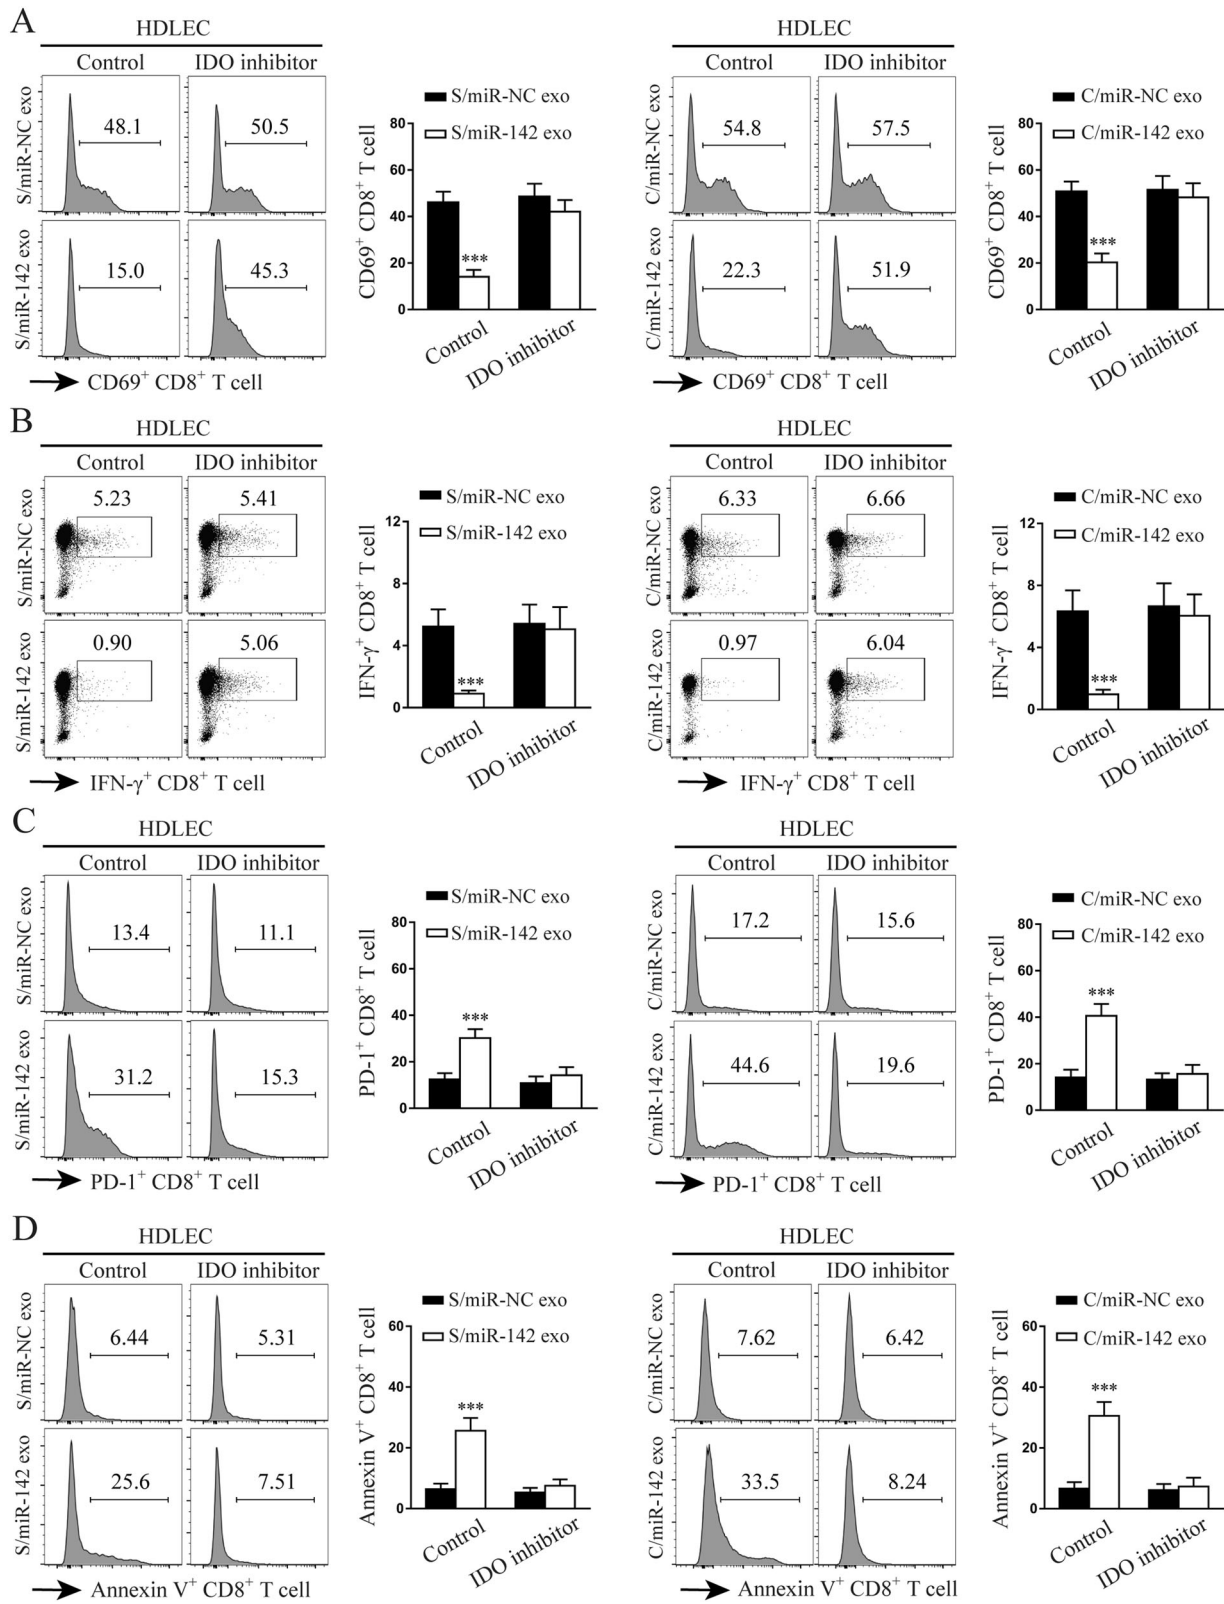 A
HDLEC
Control IDO inhibitor
S/miR-NC exo
48.1 50.5
S/miR-142 exo
15.0 45.3
CD69⁺ CD8⁺ T cell
S/miR-NC exo
S/miR-142 exo
CD69⁺ CD8⁺ T cell
80
60
40
20
0
***
Control
IDO inhibitor
HDLEC
Control IDO inhibitor
C/miR-NC exo
54.8 57.5
C/miR-142 exo
22.3 51.9
CD69⁺ CD8⁺ T cell
C/miR-NC exo
C/miR-142 exo
CD69⁺ CD8⁺ T cell
80
60
40
20
0
***
Control
IDO inhibitor
B
HDLEC
Control IDO inhibitor
S/miR-NC exo
5.23 5.41
S/miR-142 exo
0.90 5.06
IFN-γ⁺ CD8⁺ T cell
S/miR-NC exo
S/miR-142 exo
IFN-γ⁺ CD8⁺ T cell
12
8
4
0
***
Control
IDO inhibitor
HDLEC
Control IDO inhibitor
C/miR-NC exo
6.33 6.66
C/miR-142 exo
0.97 6.04
IFN-γ⁺ CD8⁺ T cell
C/miR-NC exo
C/miR-142 exo
IFN-γ⁺ CD8⁺ T cell
12
8
4
0
***
Control
IDO inhibitor
C
HDLEC
Control IDO inhibitor
S/miR-NC exo
13.4 11.1
S/miR-142 exo
31.2 15.3
PD-1⁺ CD8⁺ T cell
S/miR-NC exo
S/miR-142 exo
PD-1⁺ CD8⁺ T cell
80
60
40
20
0
***
Control
IDO inhibitor
HDLEC
Control IDO inhibitor
C/miR-NC exo
17.2 15.6
C/miR-142 exo
44.6 19.6
PD-1⁺ CD8⁺ T cell
C/miR-NC exo
C/miR-142 exo
PD-1⁺ CD8⁺ T cell
80
60
40
20
0
***
Control
IDO inhibitor
D
HDLEC
Control IDO inhibitor
S/miR-NC exo
6.44 5.31
S/miR-142 exo
25.6 7.51
Annexin V⁺ CD8⁺ T cell
S/miR-NC exo
S/miR-142 exo
Annexin V⁺ CD8⁺ T cell
60
40
20
0
***
Control
IDO inhibitor
HDLEC
Control IDO inhibitor
C/miR-NC exo
7.62 6.42
C/miR-142 exo
33.5 8.24
Annexin V⁺ CD8⁺ T cell
C/miR-NC exo
C/miR-142 exo
Annexin V⁺ CD8⁺ T cell
60
40
20
0
***
Control
IDO inhibitor